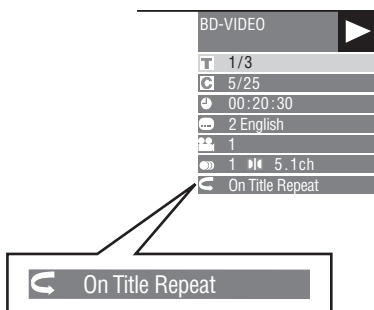 BD-VIDEO
T 1/3
C 5/25
00:20:30
2 English
1
1 5.1ch
On Title Repeat
On Title Repeat